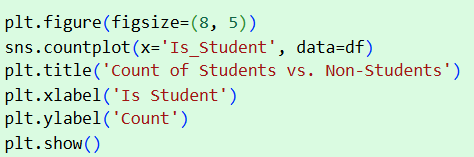 plt.figure(figsize=(8, 5))
sns.countplot(x='Is_Student', data=df)
plt.title('Count of Students vs. Non-Students')
plt.xlabel('Is Student')
plt.ylabel('Count')
plt.show()